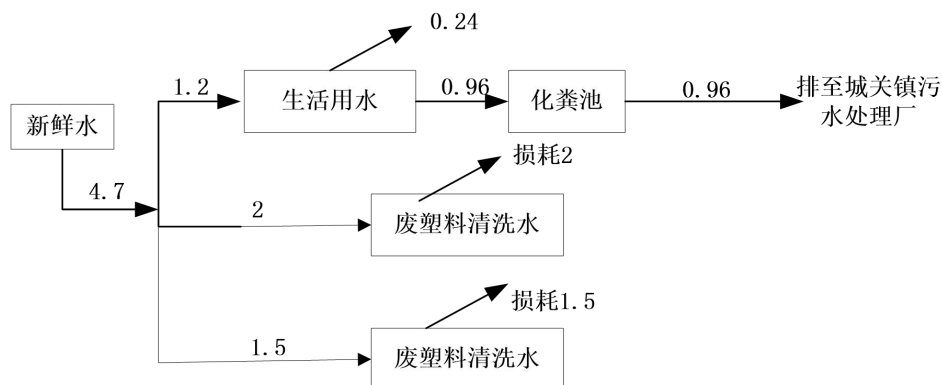 0.24
1.2
生活用水
0.96
化粪池
0.96
排至城关镇污
水处理厂
新鲜水
4.7
损耗2
2
废塑料清洗水
损耗1.5
1.5
废塑料清洗水